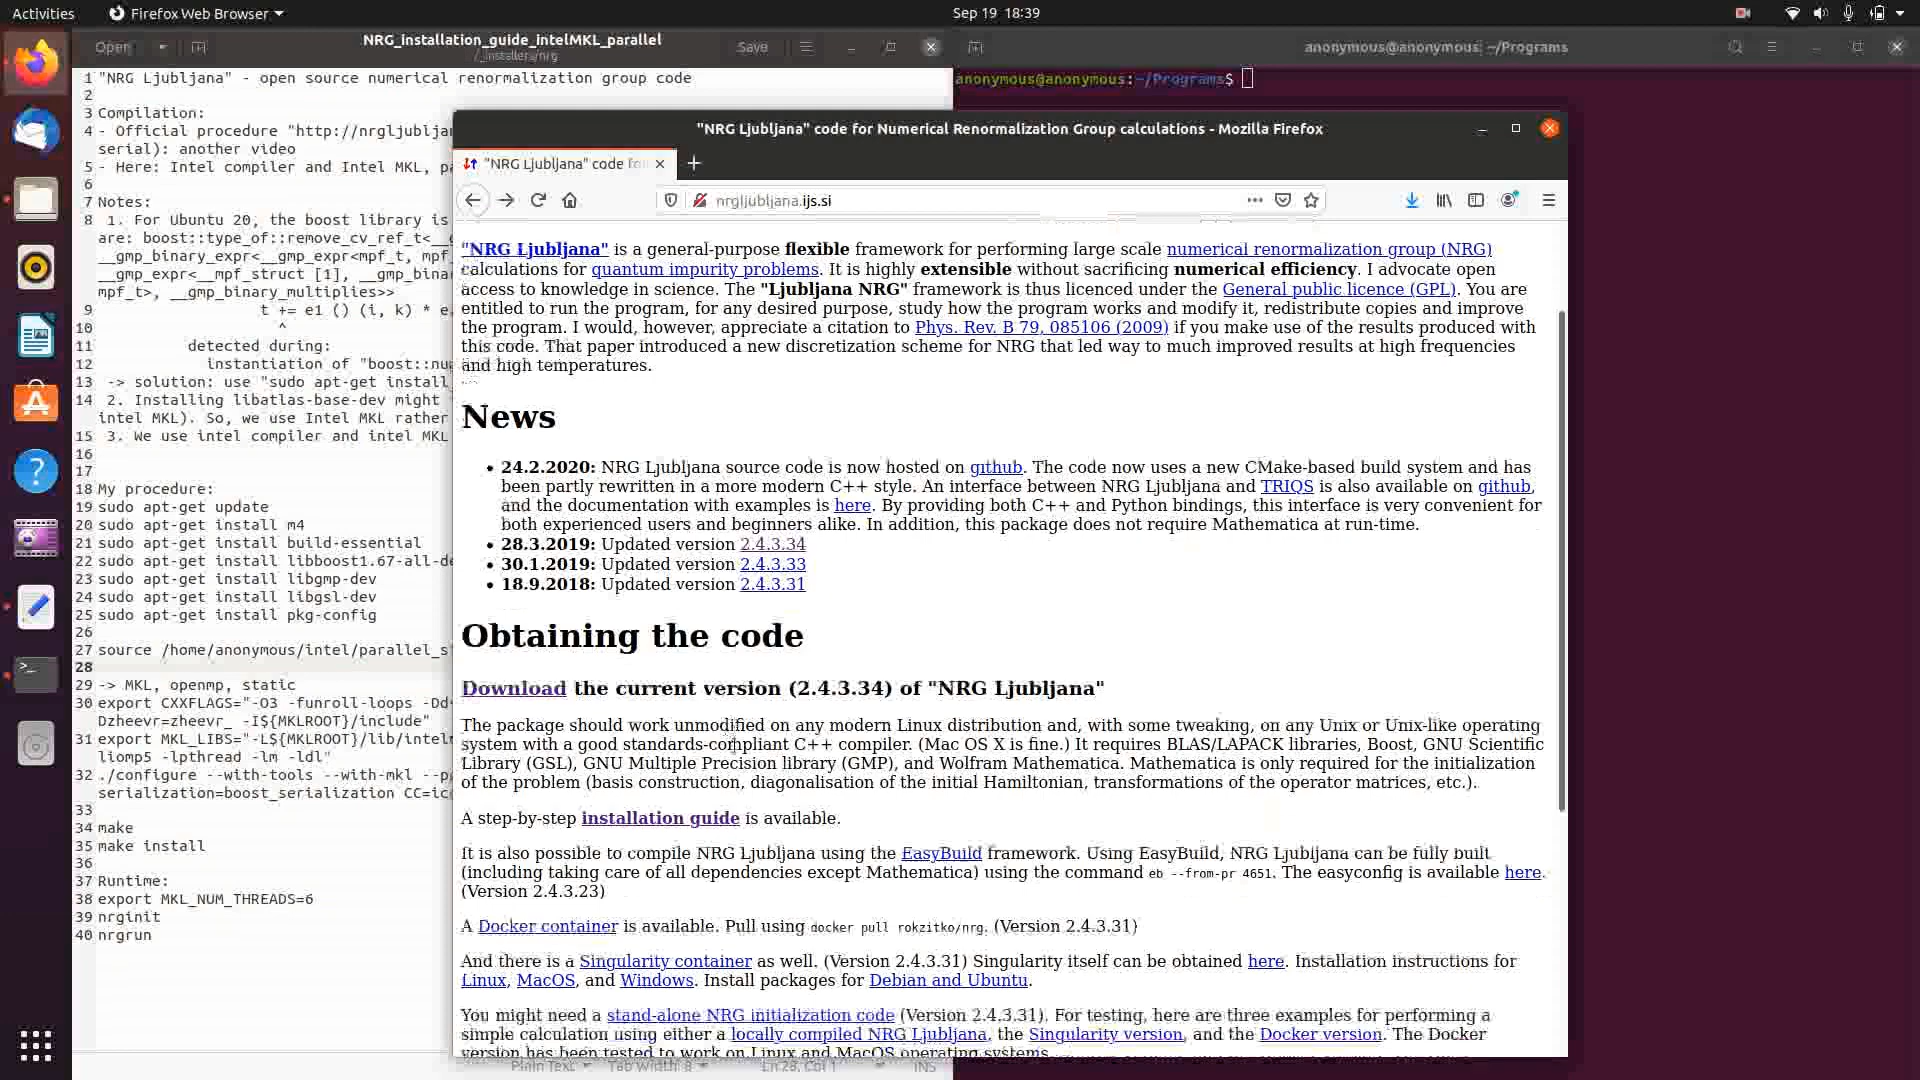 Activities
Firefox Web Browser
Sep 19 18:39
Open
NRG_installation_guide_intelMKL_parallel
Save
anonymous@anonymous: ~/Programs
1 "NRG Ljubljana" - open source numerical renormalization group code
2
3 Compilation:
4 - Official procedure "http://nrgljubljan
serial): another video
5 - Here: Intel compiler and Intel MKL, pa
6
7 Notes:
8 1. For Ubuntu 20, the boost library is
are: boost::type_of::remove_cv_ref_t<__g
__gmp_binary_expr<__gmp_expr<mpf_t, mpf_
__gmp_expr<__mpf_struct [1], __gmp_binar
mpf_t>, __gmp_binary_multiplies>>
9 t += e1 () (i, k) * e
10 ^
11 detected during:
12 instantiation of "boost::nu
13 -> solution: use "sudo apt-get install
14 2. Installing libatlas-base-dev might
intel MKL). So, we use Intel MKL rather
15 3. We use intel compiler and intel MKL
16
17
18 My procedure:
19 sudo apt-get update
20 sudo apt-get install m4
21 sudo apt-get install build-essential
22 sudo apt-get install libboost1.67-all-de
23 sudo apt-get install libgmp-dev
24 sudo apt-get install libgsl-dev
25 sudo apt-get install pkg-config
26
27 source /home/anonymous/intel/parallel_s
28
29 -> MKL, openmp, static
30 export CXXFLAGS="-O3 -funroll-loops -Dd
Dzheevr=zheevr_ -I${MKLROOT}/include"
31 export MKL_LIBS="-L${MKLROOT}/lib/intel
liomp5 -lpthread -lm -ldl"
32 ./configure --with-tools --with-mkl --p
serialization=boost_serialization CC=ic
33
34 make
35 make install
36
37 Runtime:
38 export MKL_NUM_THREADS=6
39 nrginit
40 nrgrun
Plain Text Tab Width: 8 Ln 28, Col 1 INS
anonymous@anonymous:~/Programs$
"NRG Ljubljana" code for Numerical Renormalization Group calculations - Mozilla Firefox
"NRG Ljubljana" code fo
nrgljubljana.ijs.si
"NRG Ljubljana" is a general-purpose flexible framework for performing large scale numerical renormalization group (NRG)
calculations for quantum impurity problems. It is highly extensible without sacrificing numerical efficiency. I advocate open
access to knowledge in science. The "Ljubljana NRG" framework is thus licenced under the General public licence (GPL). You are
entitled to run the program, for any desired purpose, study how the program works and modify it, redistribute copies and improve
the program. I would, however, appreciate a citation to Phys. Rev. B 79, 085106 (2009) if you make use of the results produced with
this code. That paper introduced a new discretization scheme for NRG that led way to much improved results at high frequencies
and high temperatures.
News
• 24.2.2020: NRG Ljubljana source code is now hosted on github. The code now uses a new CMake-based build system and has
been partly rewritten in a more modern C++ style. An interface between NRG Ljubljana and TRIQS is also available on github,
and the documentation with examples is here. By providing both C++ and Python bindings, this interface is very convenient for
both experienced users and beginners alike. In addition, this package does not require Mathematica at run-time.
• 28.3.2019: Updated version 2.4.3.34
• 30.1.2019: Updated version 2.4.3.33
• 18.9.2018: Updated version 2.4.3.31
Obtaining the code
Download the current version (2.4.3.34) of "NRG Ljubljana"
The package should work unmodified on any modern Linux distribution and, with some tweaking, on any Unix or Unix-like operating
system with a good standards-compliant C++ compiler. (Mac OS X is fine.) It requires BLAS/LAPACK libraries, Boost, GNU Scientific
Library (GSL), GNU Multiple Precision library (GMP), and Wolfram Mathematica. Mathematica is only required for the initialization
of the problem (basis construction, diagonalisation of the initial Hamiltonian, transformations of the operator matrices, etc.).
A step-by-step installation guide is available.
It is also possible to compile NRG Ljubljana using the EasyBuild framework. Using EasyBuild, NRG Ljubljana can be fully built
(including taking care of all dependencies except Mathematica) using the command eb --from-pr 4651. The easyconfig is available here.
(Version 2.4.3.23)
A Docker container is available. Pull using docker pull rokzitko/nrg. (Version 2.4.3.31)
And there is a Singularity container as well. (Version 2.4.3.31) Singularity itself can be obtained here. Installation instructions for
Linux, MacOS, and Windows. Install packages for Debian and Ubuntu.
You might need a stand-alone NRG initialization code (Version 2.4.3.31). For testing, here are three examples for performing a
simple calculation using either a locally compiled NRG Ljubljana, the Singularity version, and the Docker version. The Docker
version has been tested to work on Linux and MacOS operating systems.